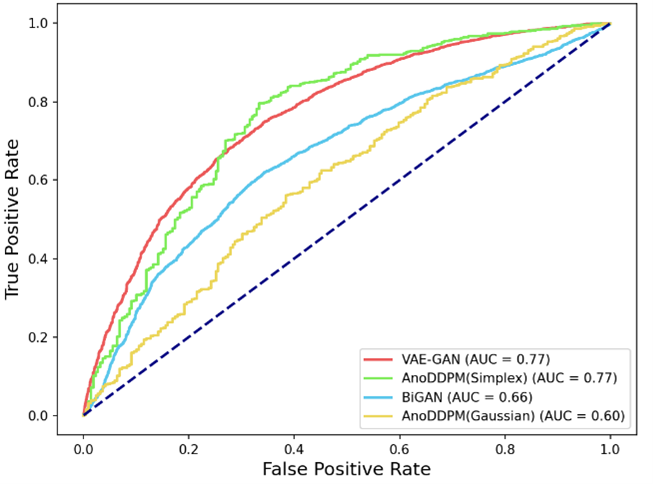 1.0
0.8
0.6
0.4
0.2
0.0
True Positive Rate
VAE-GAN (AUC = 0.77)
AnoDDPM(Simplex) (AUC = 0.77)
BiGAN (AUC = 0.66)
AnoDDPM(Gaussian) (AUC = 0.60)
0.0 0.2 0.4 0.6 0.8 1.0
False Positive Rate